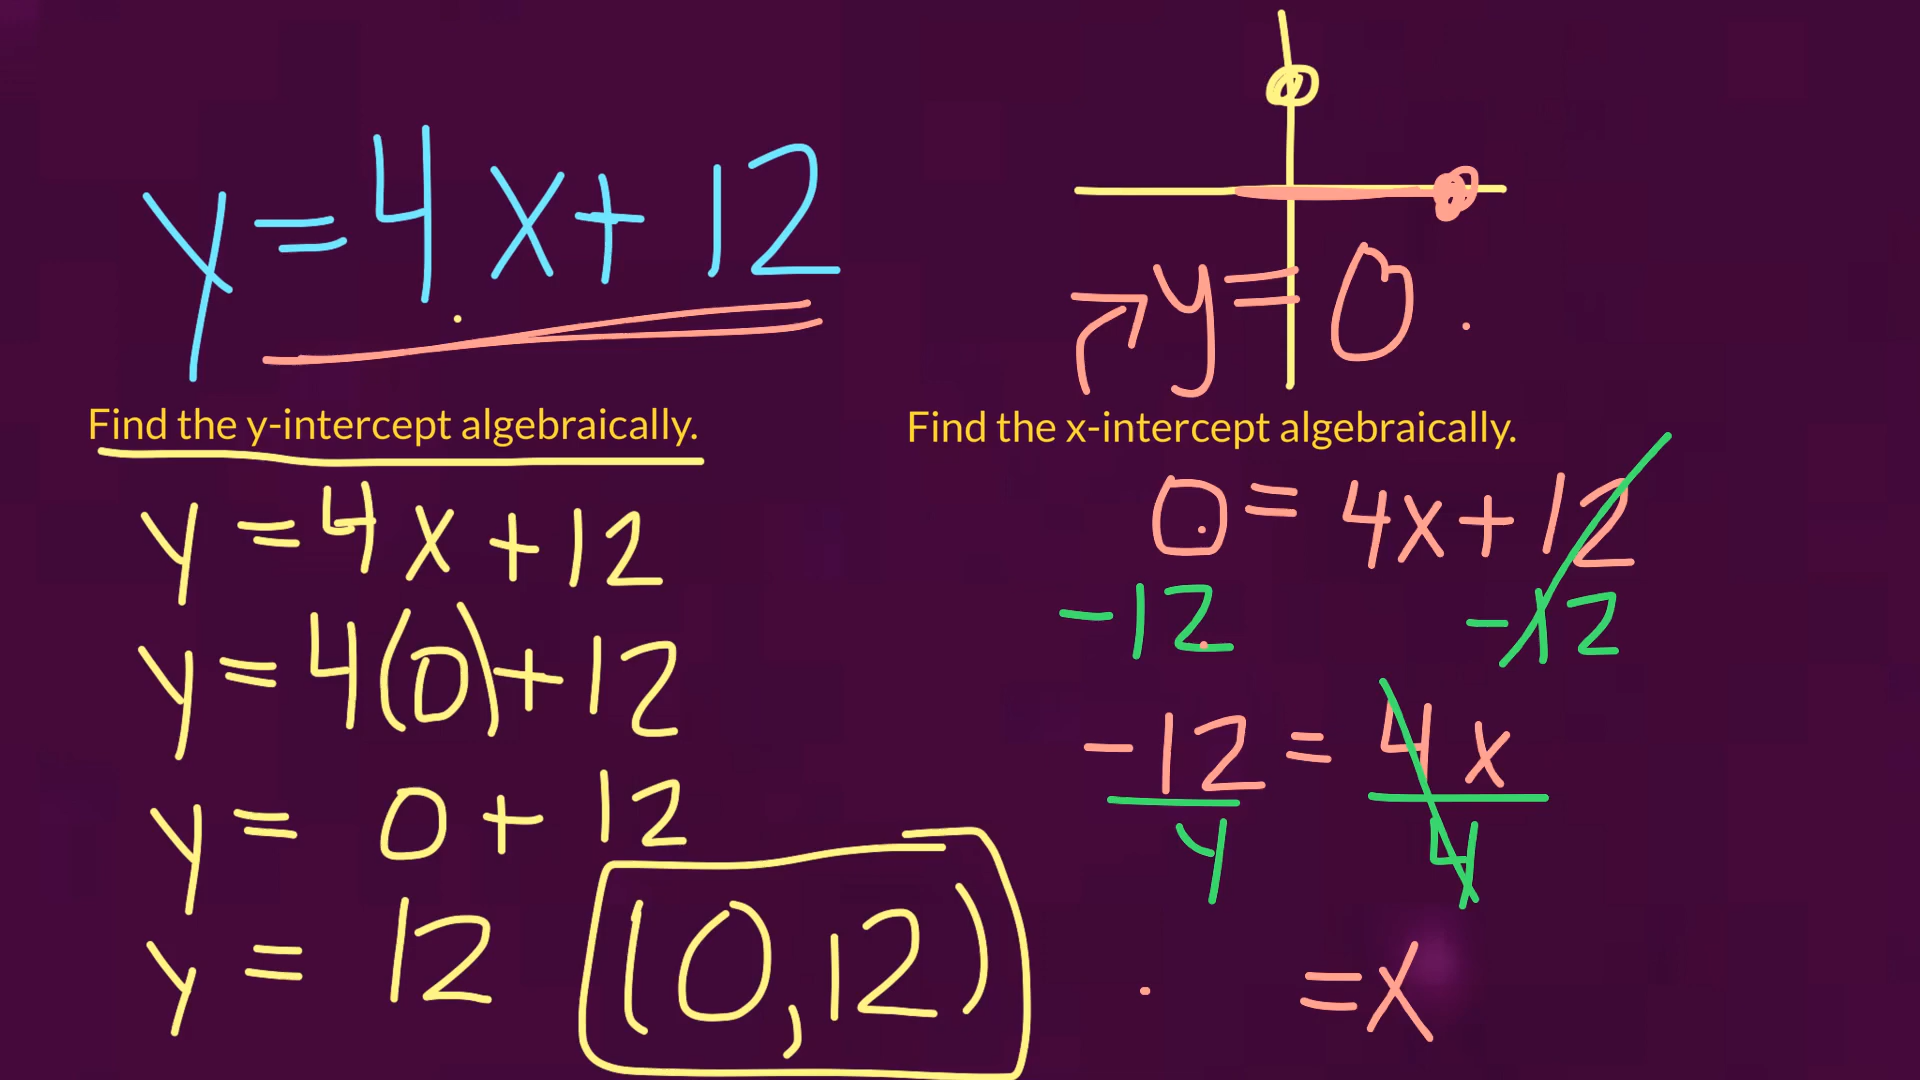 y = 4x + 12
y = 0
Find the y-intercept algebraically.
y = 4x + 12
y = 4(0) + 12
y = 0 + 12
y = 12 (0, 12)
Find the x-intercept algebraically.
0 = 4x + 12
-12 -12
-12 = 4x
4 4
= x